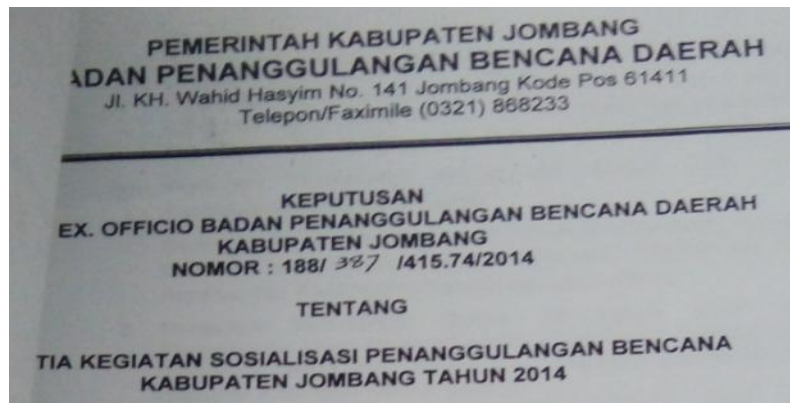 PEMERINTAH KABUPATEN JOMBANG
ADAN PENANGGULANGAN BENCANA DAERAH
Jl. KH. Wahid Hasyim No. 141 Jombang Kode Pos 61411
Telepon/Faximile (0321) 868233
KEPUTUSAN
EX. OFFICIO BADAN PENANGGULANGAN BENCANA DAERAH
KABUPATEN JOMBANG
NOMOR : 188/ 387 /415.74/2014
TENTANG
TIA KEGIATAN SOSIALISASI PENANGGULANGAN BENCANA
KABUPATEN JOMBANG TAHUN 2014